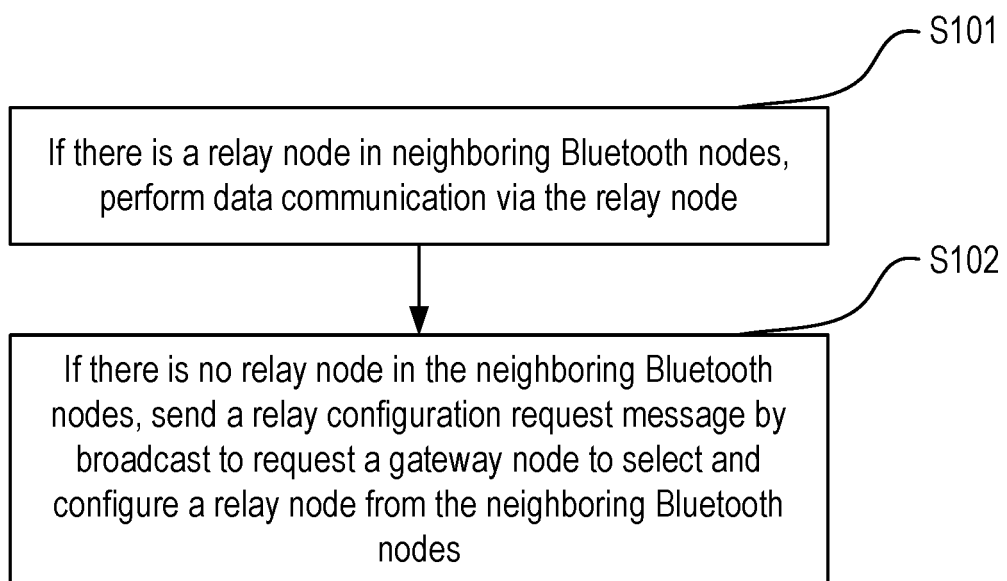 S101
If there is a relay node in neighboring Bluetooth nodes,
perform data communication via the relay node
S102
If there is no relay node in the neighboring Bluetooth
nodes, send a relay configuration request message by
broadcast to request a gateway node to select and
configure a relay node from the neighboring Bluetooth
nodes